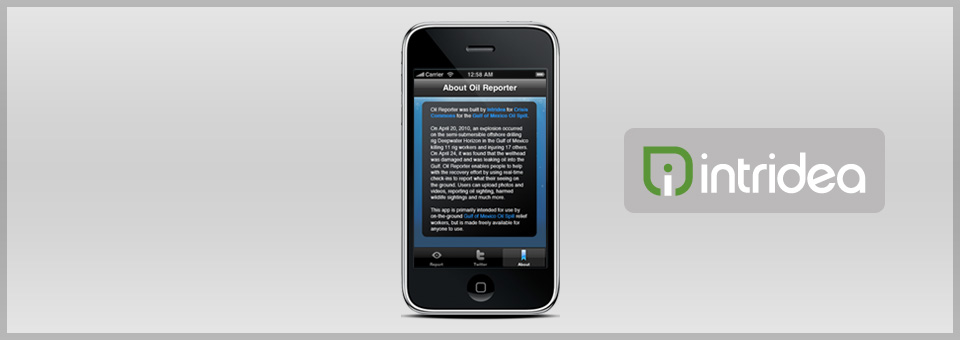 Carrier 12:58 AM
About Oil Reporter
Oil Reporter was built by Intridea for Crisis
Commons for the Gulf of Mexico Oil Spill.
On April 20, 2010, an explosion occurred
on the semi-submersible offshore drilling
rig Deepwater Horizon in the Gulf of Mexico
killing 11 rig workers and injuring 17 others.
On April 24, it was found that the wellhead
was damaged and was leaking oil into the
Gulf. Oil Reporter enables people to help
with the recovery effort by using real-time
check-ins to report what their seeing on
the ground. Users can upload photos and
videos, reporting oil sighting, harmed
wildlife sightings and much more.
This app is primarily intended for use by
on-the-ground Gulf of Mexico Oil Spill relief
workers, but is made freely available for
anyone to use.
Report Twitter About
intridea